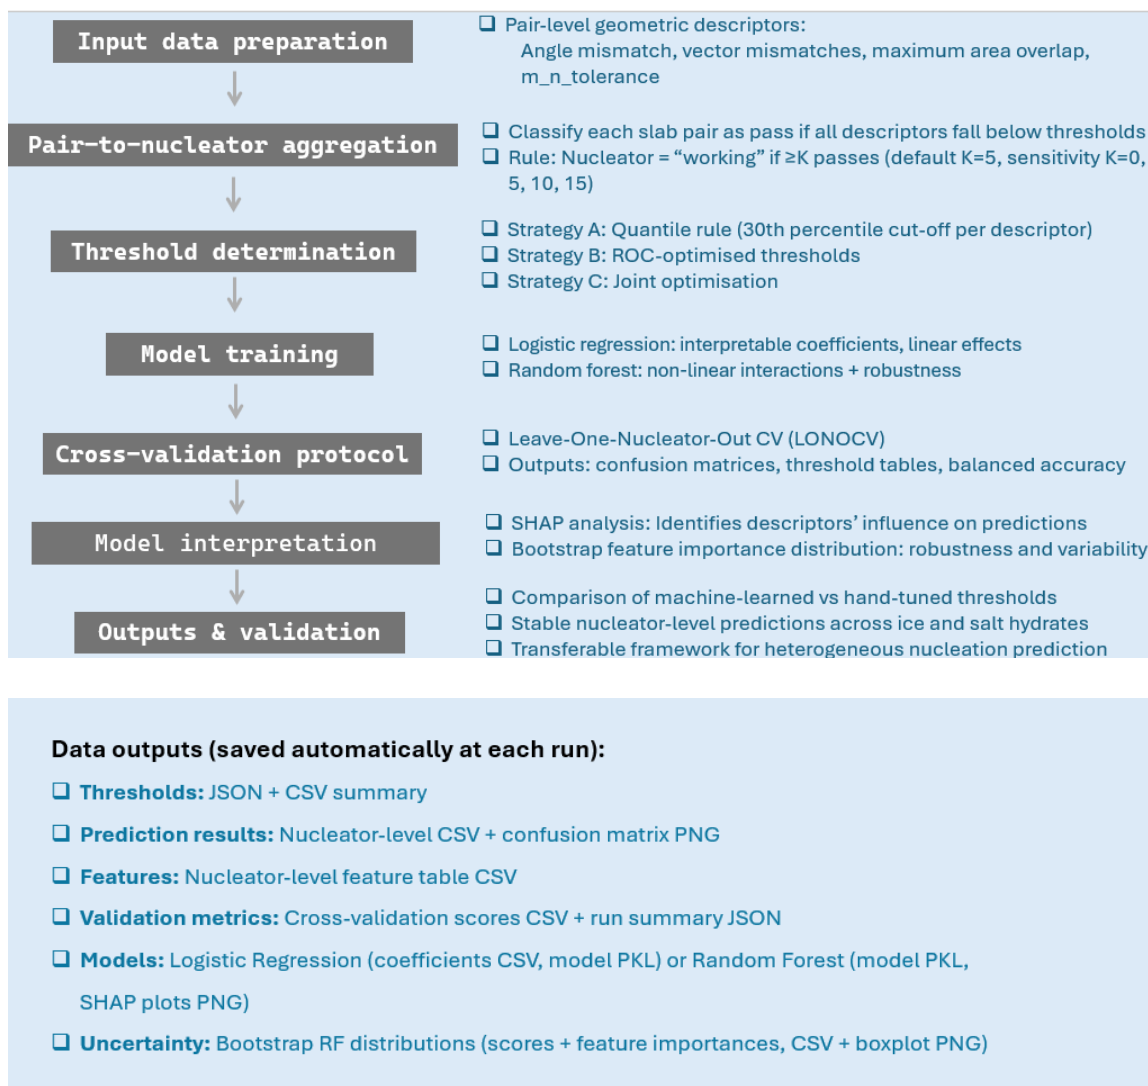 Input data preparation
❑ Pair-level geometric descriptors:
Angle mismatch, vector mismatches, maximum area overlap,
m_n_tolerance
Pair-to-nucleator aggregation
❑ Classify each slab pair as pass if all descriptors fall below thresholds
❑ Rule: Nucleator = “working” if ≥K passes (default K=5, sensitivity K=0,
5, 10, 15)
Threshold determination
❑ Strategy A: Quantile rule (30th percentile cut-off per descriptor)
❑ Strategy B: ROC-optimised thresholds
❑ Strategy C: Joint optimisation
Model training
❑ Logistic regression: interpretable coefficients, linear effects
❑ Random forest: non-linear interactions + robustness
Cross-validation protocol
❑ Leave-One-Nucleator-Out CV (LONOCV)
❑ Outputs: confusion matrices, threshold tables, balanced accuracy
Model interpretation
❑ SHAP analysis: Identifies descriptors’ influence on predictions
❑ Bootstrap feature importance distribution: robustness and variability
Outputs & validation
❑ Comparison of machine-learned vs hand-tuned thresholds
❑ Stable nucleator-level predictions across ice and salt hydrates
❑ Transferable framework for heterogeneous nucleation prediction
Data outputs (saved automatically at each run):
❑ Thresholds: JSON + CSV summary
❑ Prediction results: Nucleator-level CSV + confusion matrix PNG
❑ Features: Nucleator-level feature table CSV
❑ Validation metrics: Cross-validation scores CSV + run summary JSON
❑ Models: Logistic Regression (coefficients CSV, model PKL) or Random Forest (model PKL,
SHAP plots PNG)
❑ Uncertainty: Bootstrap RF distributions (scores + feature importances, CSV + boxplot PNG)